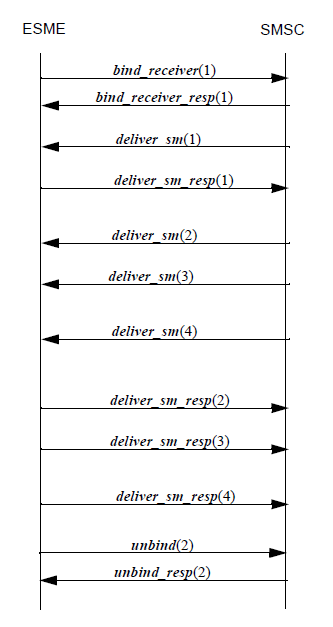 ESME SMSC
bind_receiver(1)
bind_receiver_resp(1)
deliver_sm(1)
deliver_sm_resp(1)
deliver_sm(2)
deliver_sm(3)
deliver_sm(4)
deliver_sm_resp(2)
deliver_sm_resp(3)
deliver_sm_resp(4)
unbind(2)
unbind_resp(2)